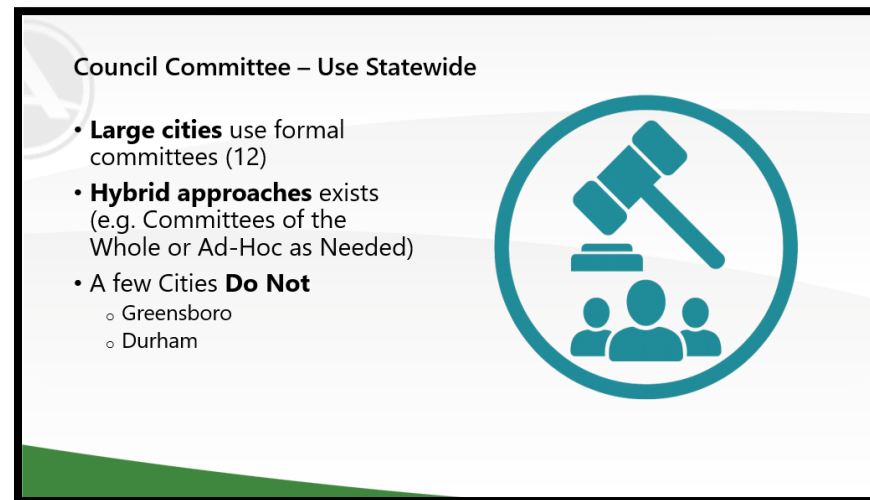 Council Committee – Use Statewide
• Large cities use formal
committees (12)
• Hybrid approaches exists
(e.g. Committees of the
Whole or Ad-Hoc as Needed)
• A few Cities Do Not
o Greensboro
o Durham